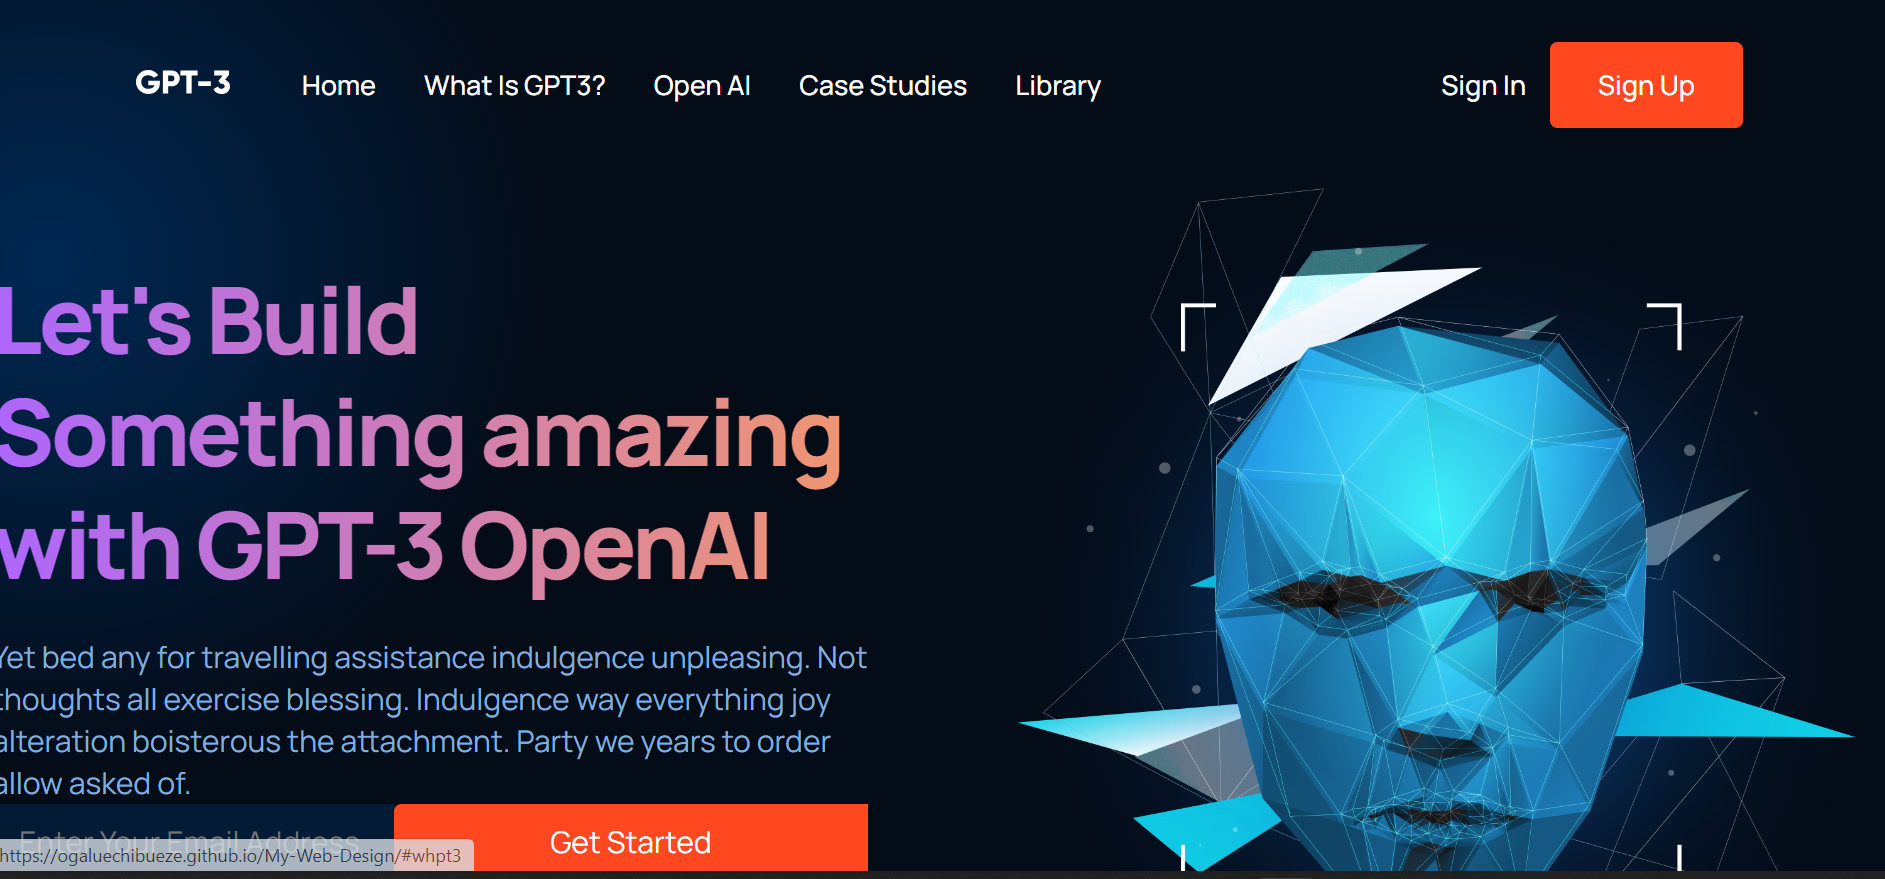 GPT-3
Home
What Is GPT3?
Open AI
Case Studies
Library
Sign In
Sign Up
Let's Build
Something amazing
with GPT-3 OpenAI
Yet bed any for travelling assistance indulgence unpleasing. Not
thoughts all exercise blessing. Indulgence way everything joy
alteration boisterous the attachment. Party we years to order
allow asked of.
Enter Your Email Address
Get Started
https://ogaluechibueze.github.io/My-Web-Design/#whpt3